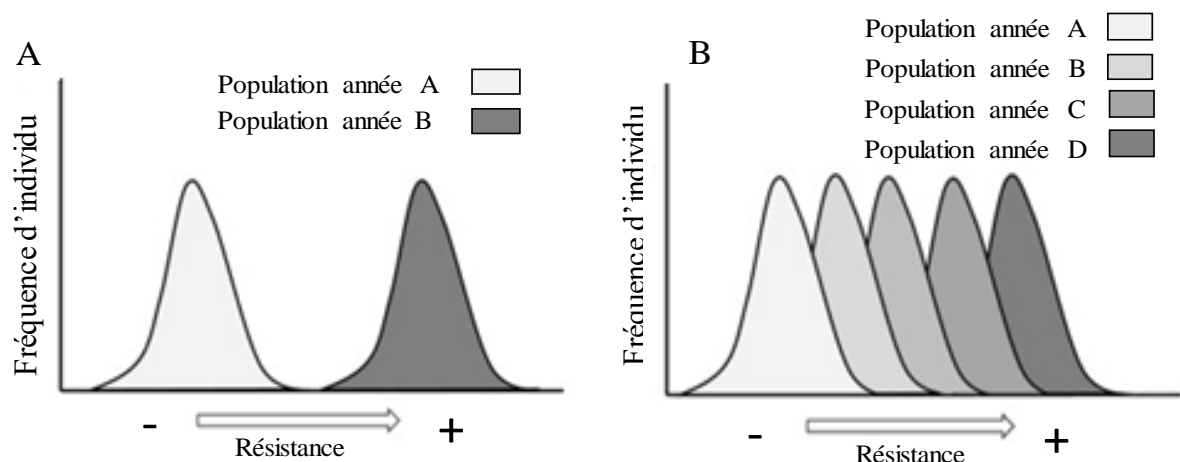 A
Population année A
Population année B
Fréquence d'individu
- +
Résistance
B
Population année A
Population année B
Population année C
Population année D
Fréquence d'individu
- +
Résistance